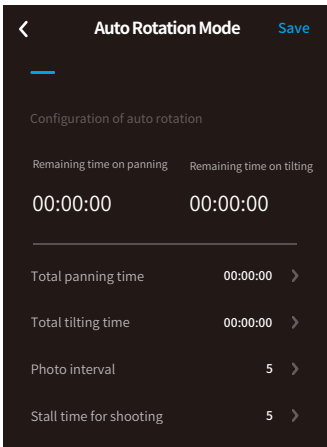 Auto Rotation Mode Save
Configuration of auto rotation
Remaining time on panning Remaining time on tilting
00:00:00 00:00:00
Total panning time 00:00:00
Total tilting time 00:00:00
Photo interval 5
Stall time for shooting 5